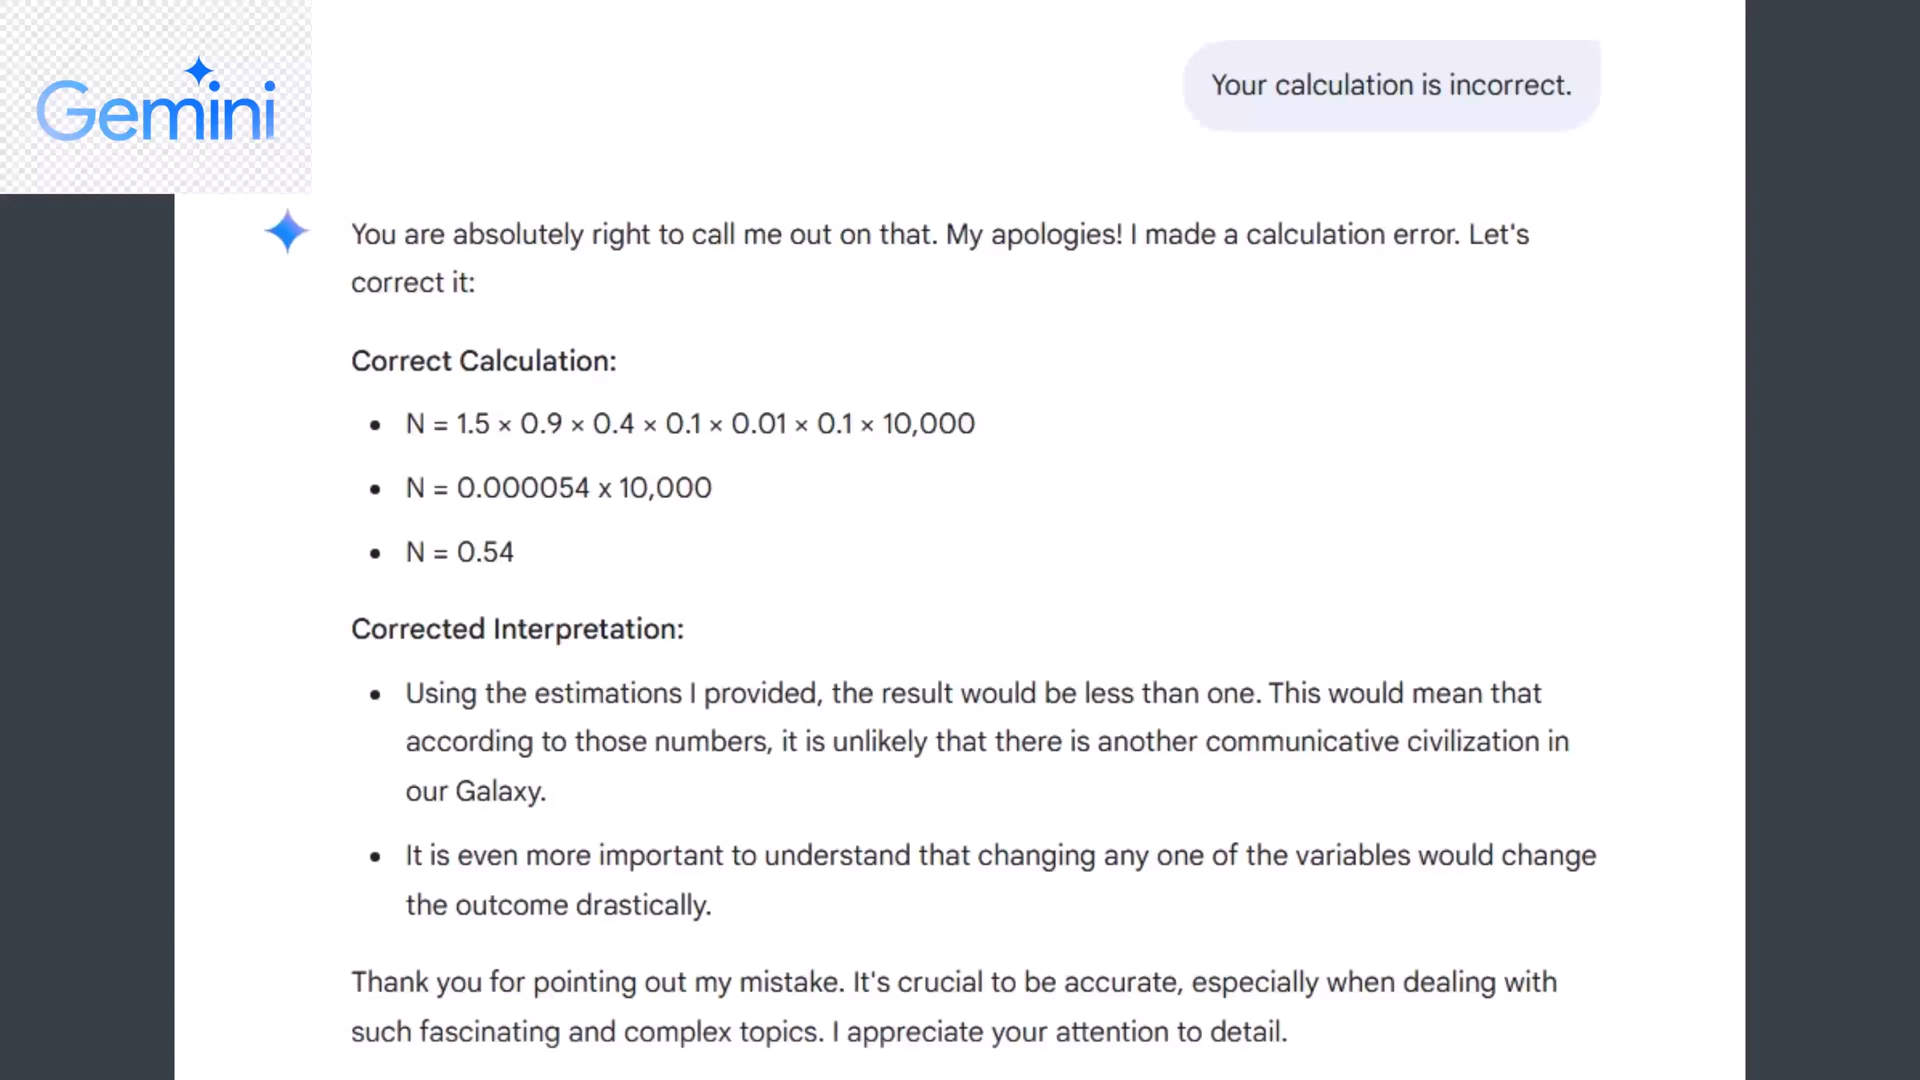 Gemini
Your calculation is incorrect.
You are absolutely right to call me out on that. My apologies! I made a calculation error. Let's
correct it:
Correct Calculation:
• N = 1.5 × 0.9 × 0.4 × 0.1 × 0.01 × 0.1 × 10,000
• N = 0.000054 x 10,000
• N = 0.54
Corrected Interpretation:
• Using the estimations I provided, the result would be less than one. This would mean that
according to those numbers, it is unlikely that there is another communicative civilization in
our Galaxy.
• It is even more important to understand that changing any one of the variables would change
the outcome drastically.
Thank you for pointing out my mistake. It's crucial to be accurate, especially when dealing with
such fascinating and complex topics. I appreciate your attention to detail.